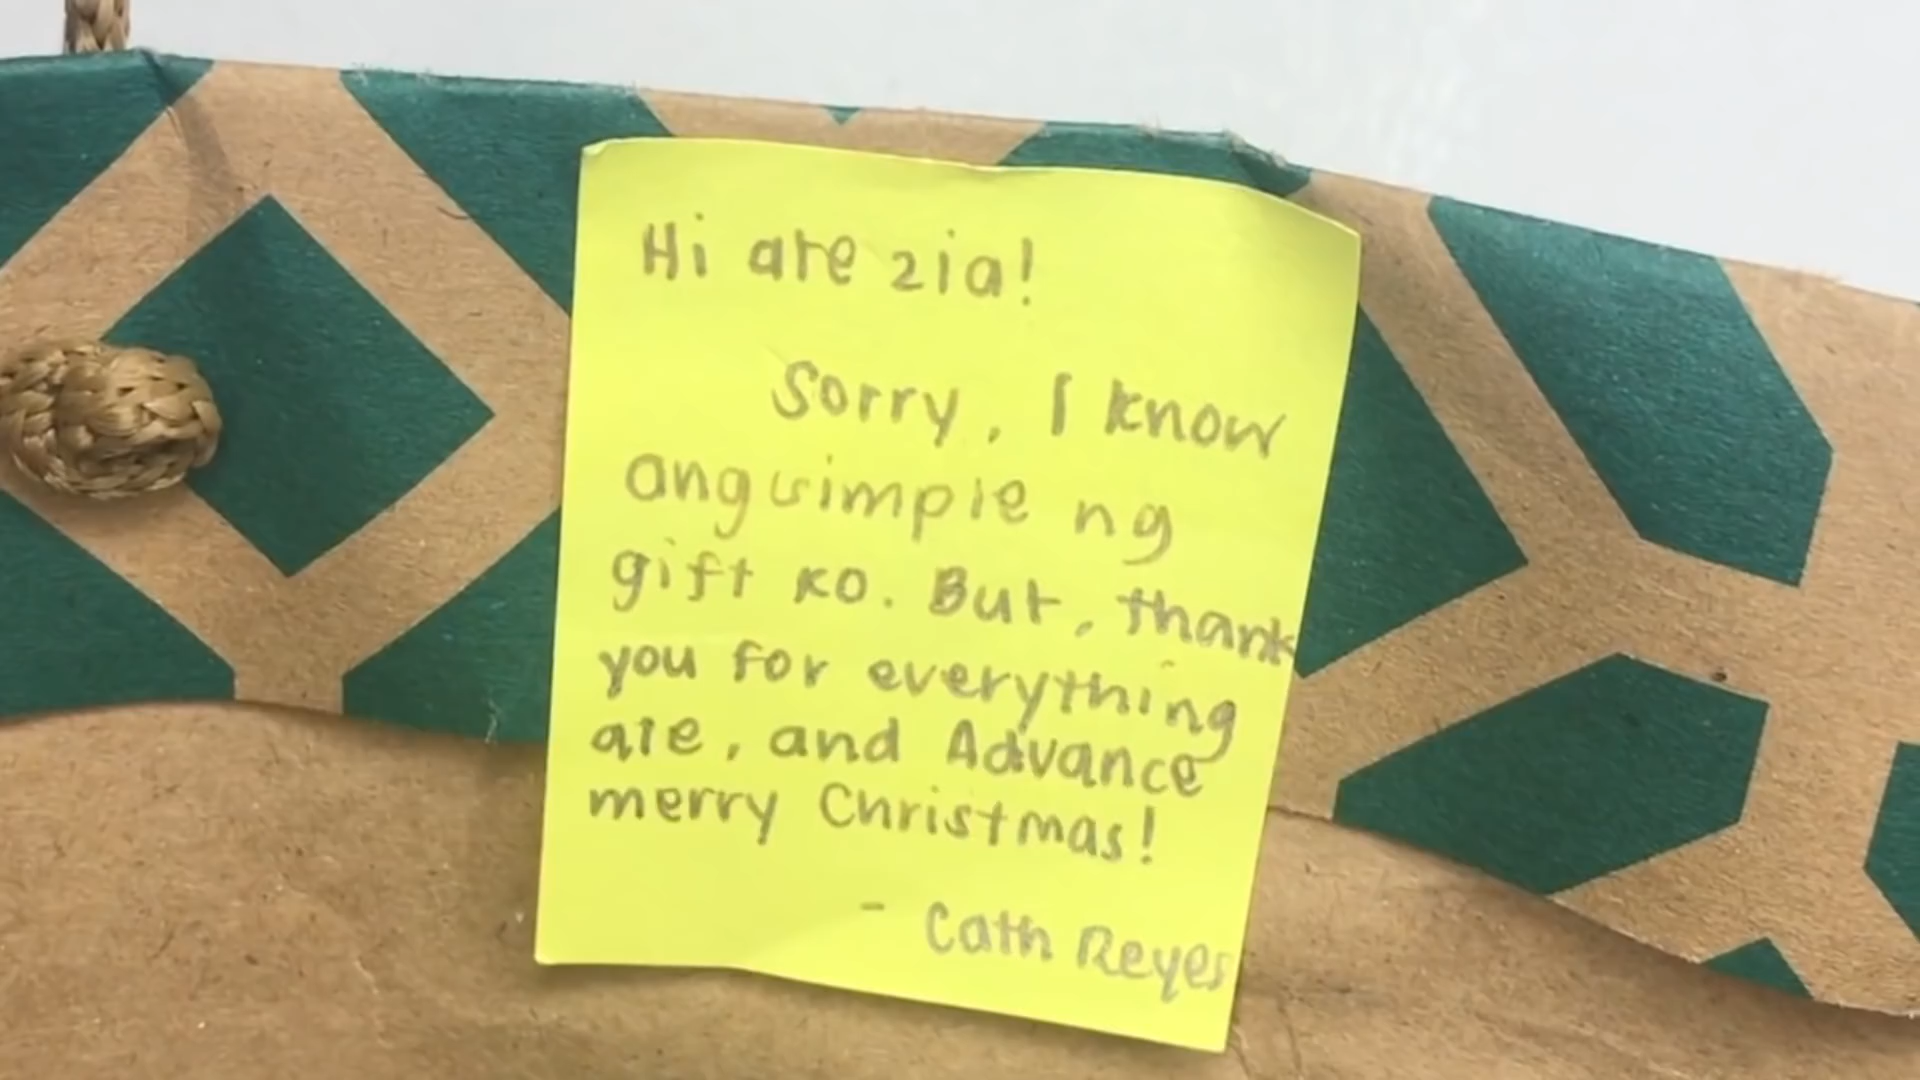 Hi ate zia!
Sorry, I know
ang simple ng
gift ko. But, thank
you for everything
ate, and Advance
merry Christmas!
- Cath Reyes